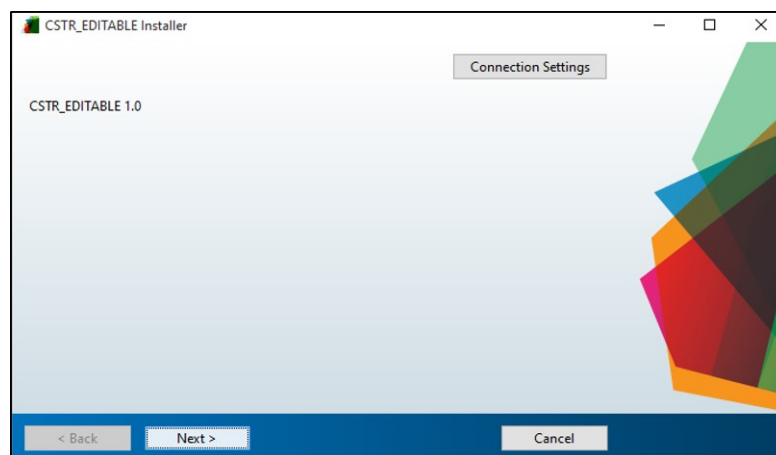 CSTR_EDITABLE Installer
Connection Settings
CSTR_EDITABLE 1.0
< Back Next > Cancel